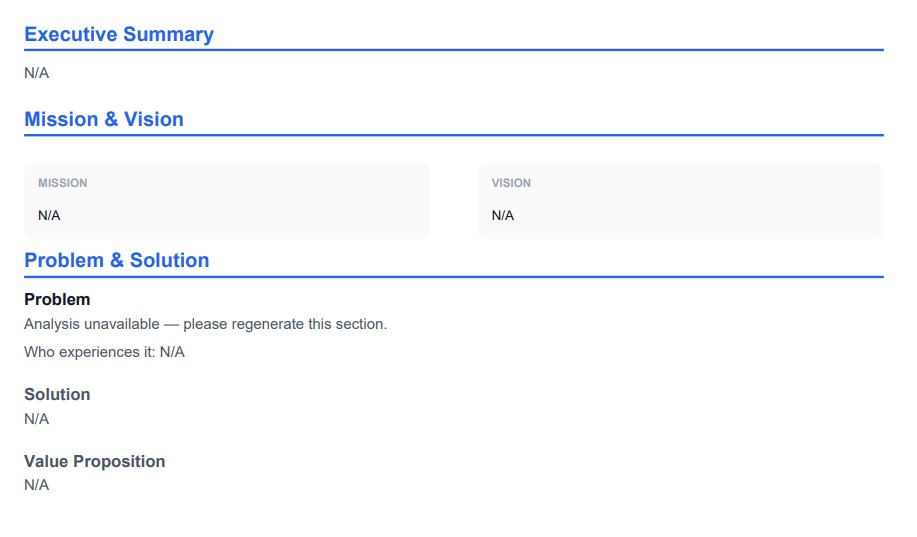 Executive Summary
N/A
Mission & Vision
MISSION
N/A
VISION
N/A
Problem & Solution
Problem
Analysis unavailable — please regenerate this section.
Who experiences it: N/A
Solution
N/A
Value Proposition
N/A